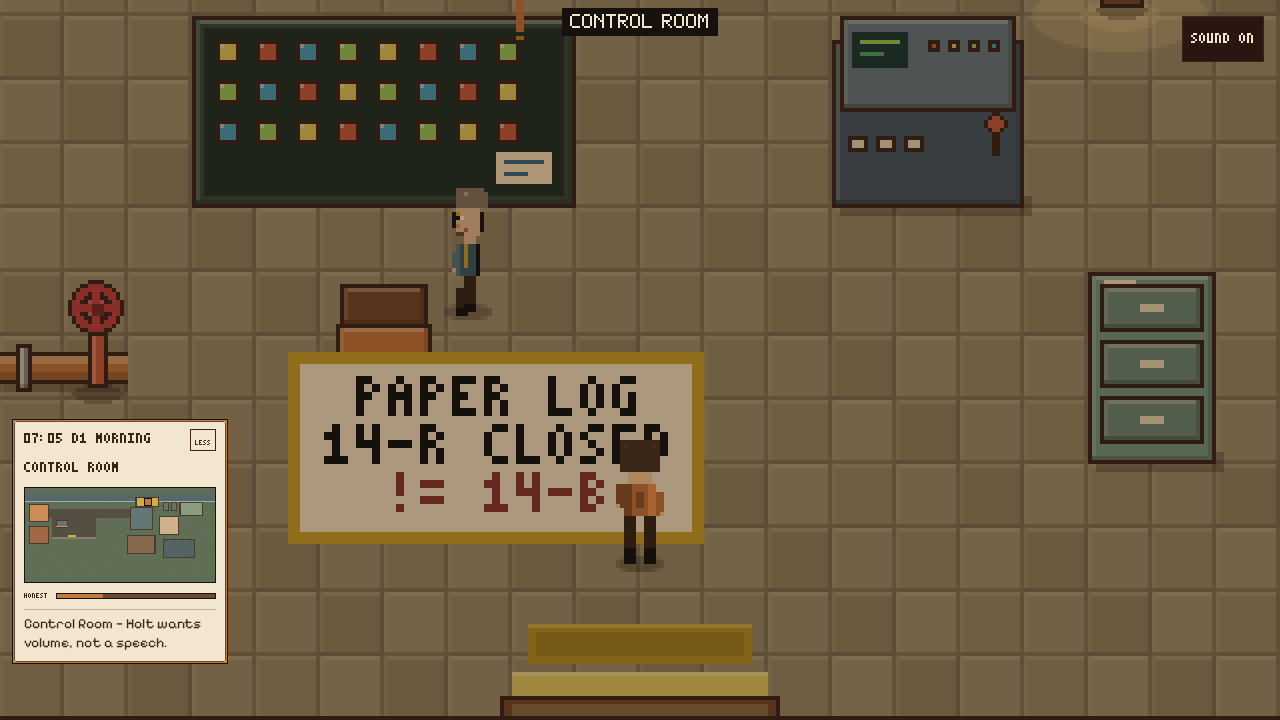 CONTROL ROOM
SOUND ON
PAPER LOG
14-R CLOSED
!= 14-B
07:05 D1 MORNING
LESS
CONTROL ROOM
HONEST
Control Room - Holt wants
volume, not a speech.